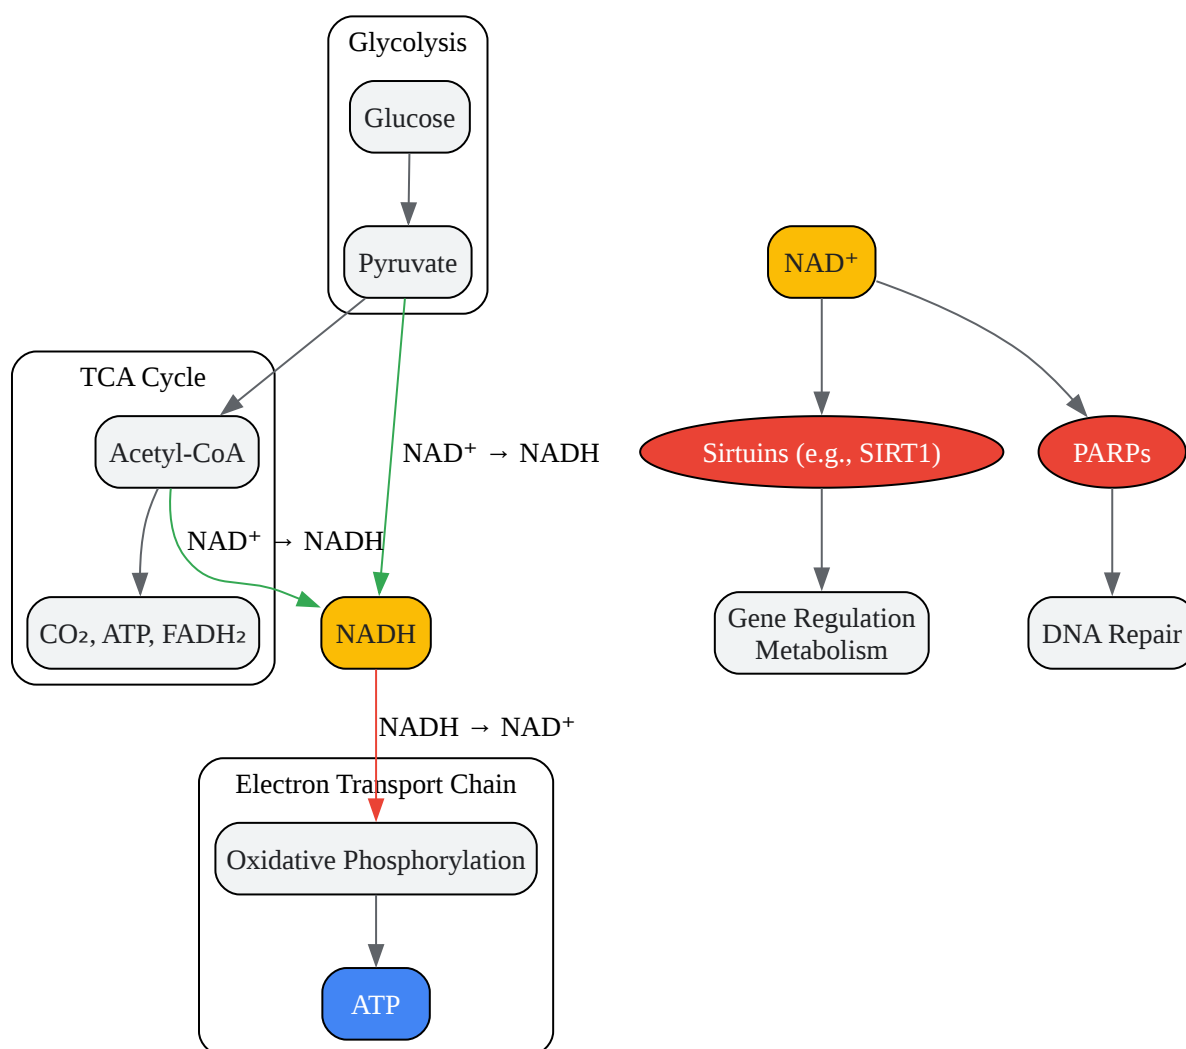 Glycolysis
Glucose
Pyruvate
NAD⁺
TCA Cycle
Acetyl-CoA
NAD⁺ → NADH
Sirtuins (e.g., SIRT1)
PARPs
NAD⁺ → NADH
CO₂, ATP, FADH₂
NADH
Gene Regulation
Metabolism
DNA Repair
NADH → NAD⁺
Electron Transport Chain
Oxidative Phosphorylation
ATP